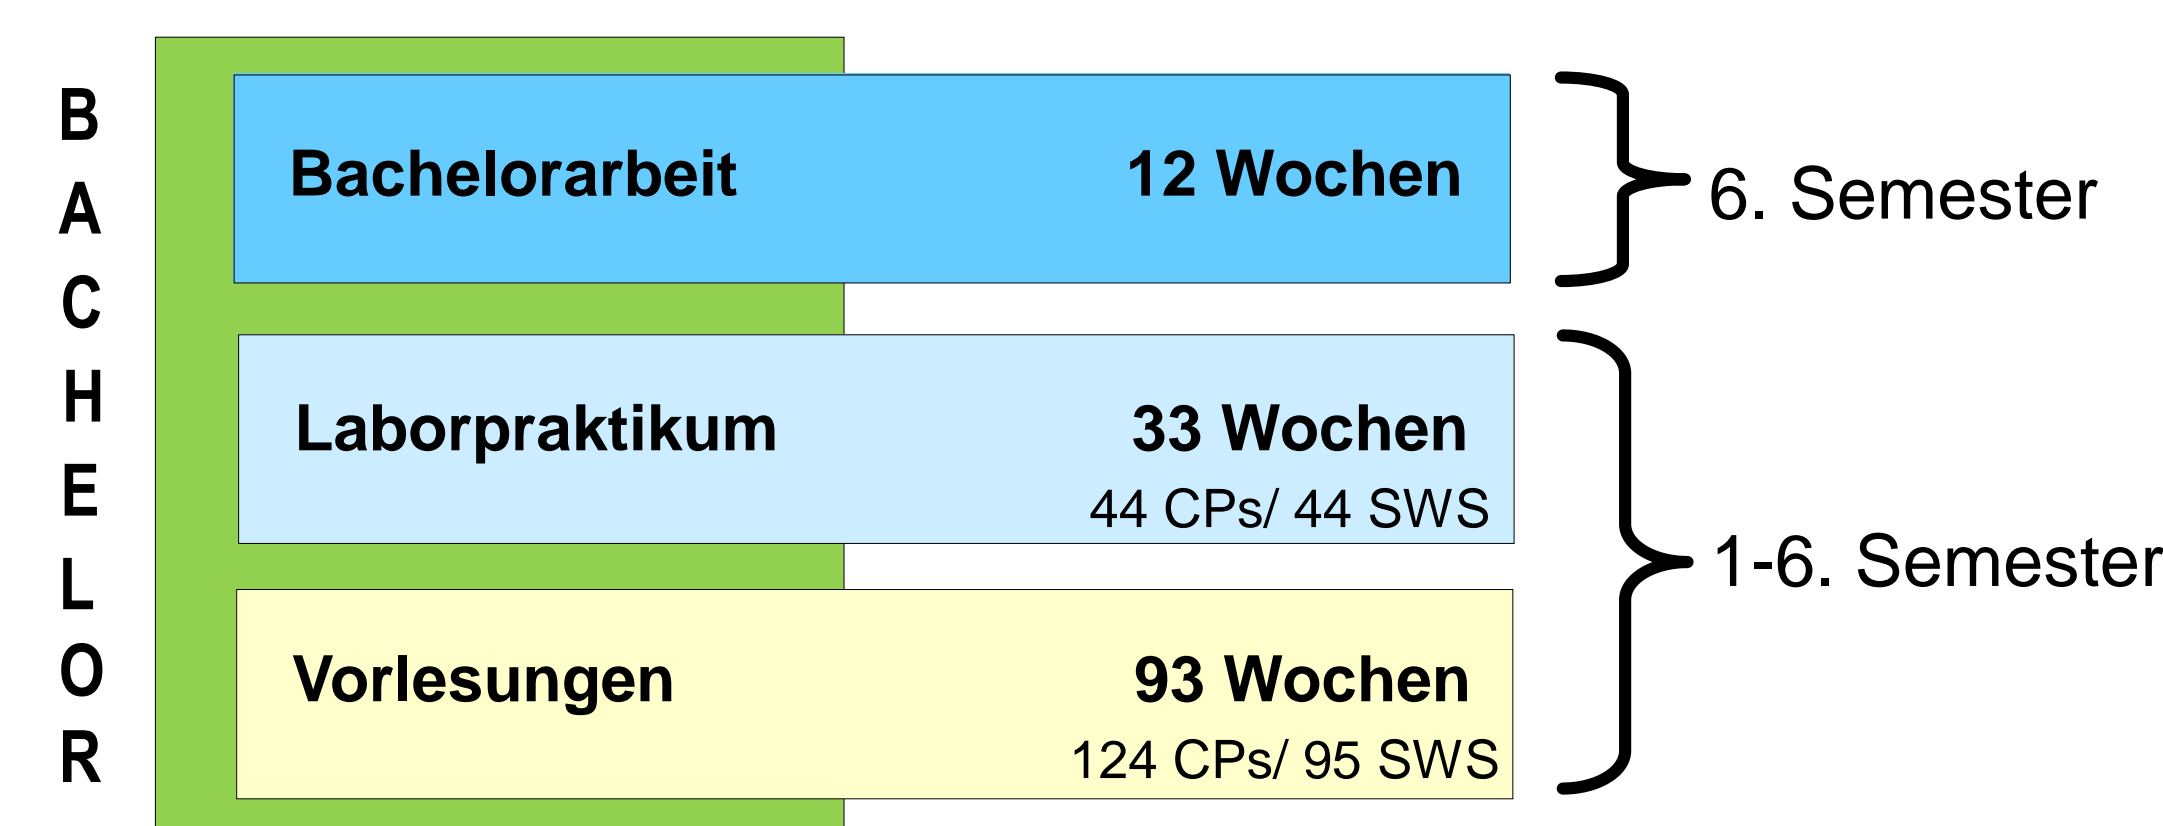 BACHELOR
Bachelorarbeit 12 Wochen
6. Semester
Laborpraktikum 33 Wochen
44 CPs/ 44 SWS
1-6. Semester
Vorlesungen 93 Wochen
124 CPs/ 95 SWS